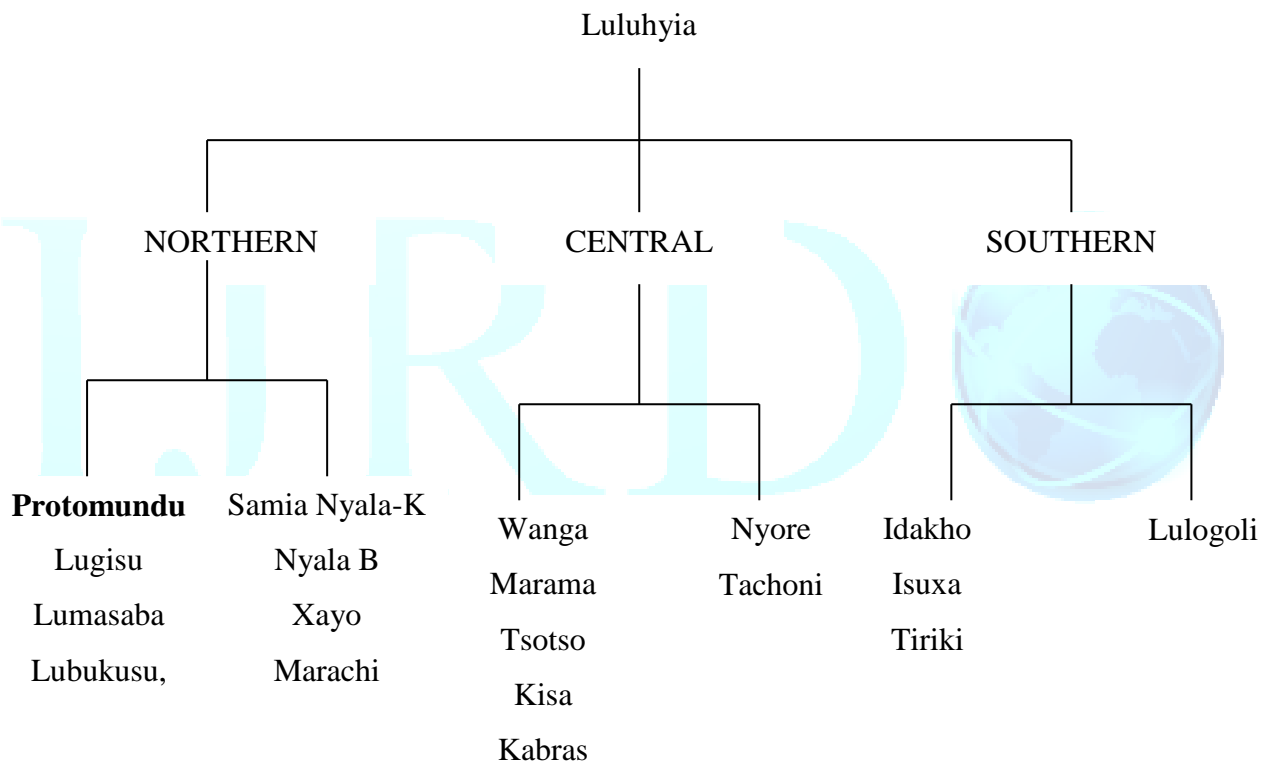 Luluhyia
NORTHERN
CENTRAL
SOUTHERN
Protomundu
Lugisu
Lumasaba
Lubukusu,
Samia Nyala-K
Nyala B
Xayo
Marachi
Wanga
Marama
Tsotso
Kisa
Kabras
Nyore
Tachoni
Idakho
Isuxa
Tiriki
Lulogoli
IJRD